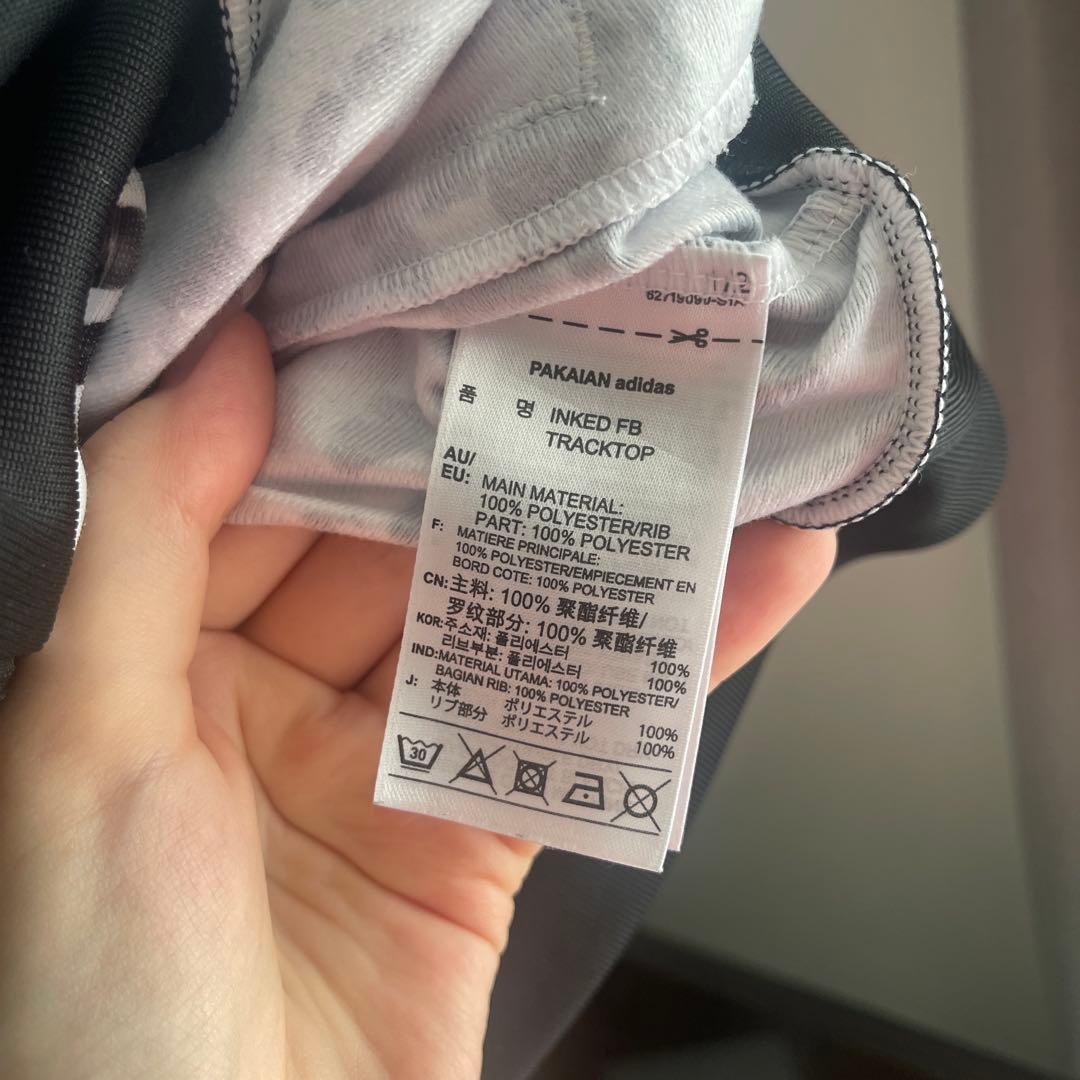 PAKAIAN adidas
품 명 INKED FB
TRACKTOP
AU/
EU: MAIN MATERIAL:
100% POLYESTER/RIB
PART: 100% POLYESTER
F: MATIERE PRINCIPALE:
100% POLYESTER/EMPIECEMENT EN
BORD COTE: 100% POLYESTER
CN: 主料: 100% 聚酯纤维/
罗纹部分: 100% 聚酯纤维
KOR: 주소재: 폴리에스터 100%
리브부분: 폴리에스터 100%
IND: MATERIAL UTAMA: 100% POLYESTER/
BAGIAN RIB: 100% POLYESTER
J: 本体 ポリエステル 100%
リブ部分 ポリエステル 100%
30